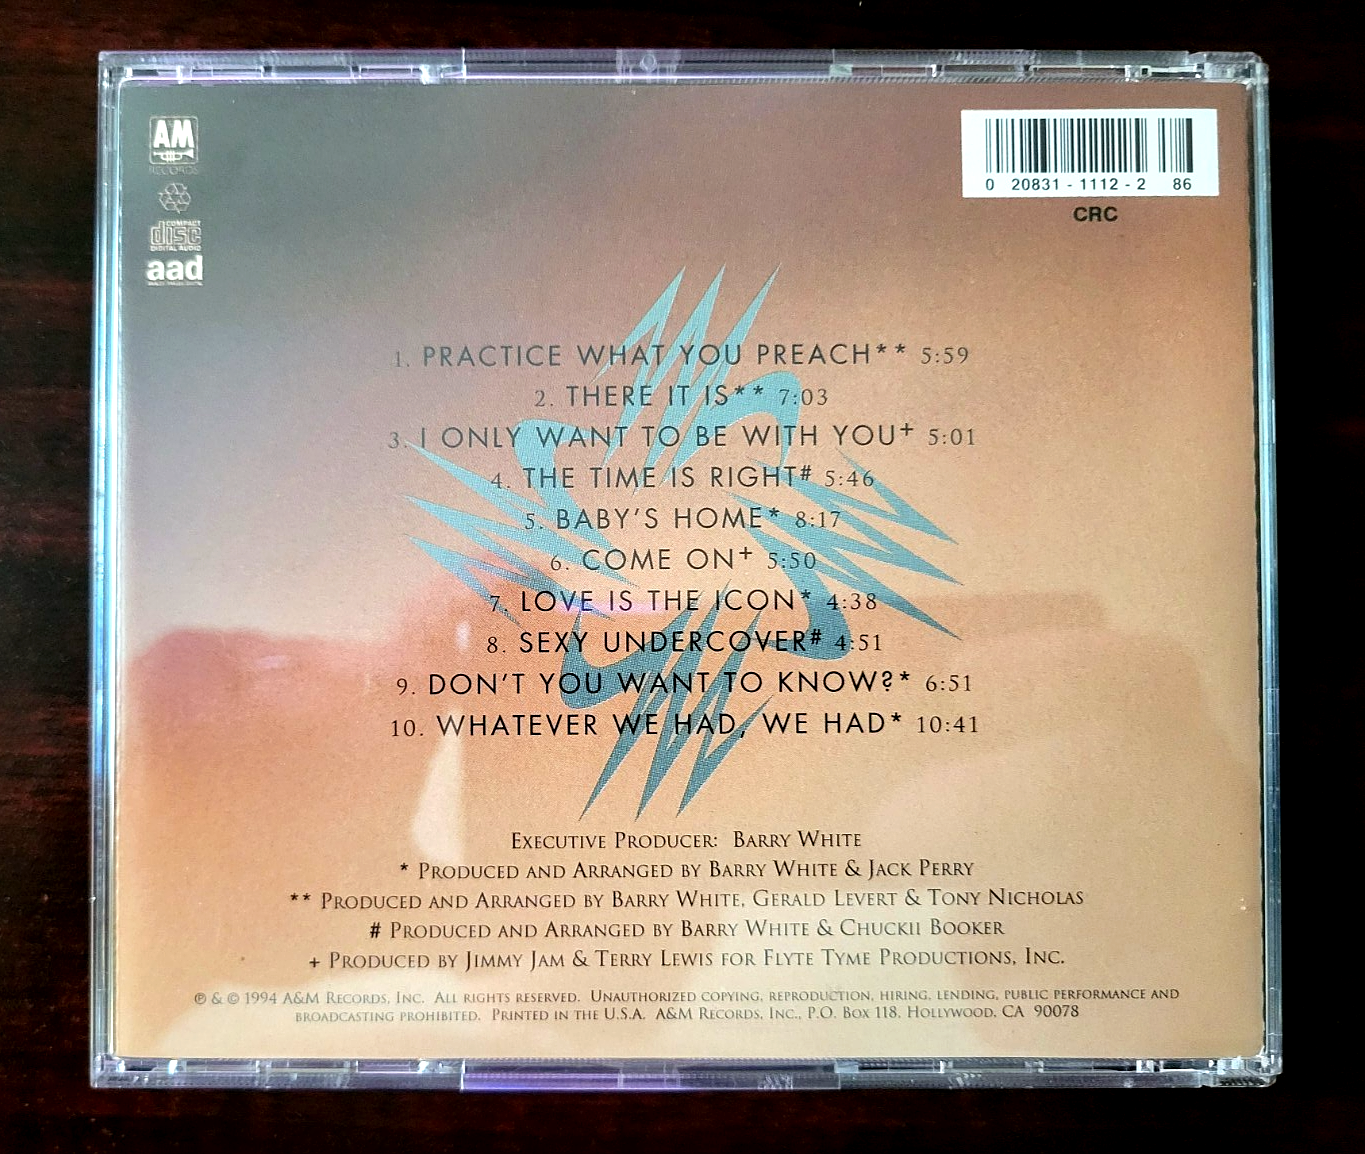 AM
RECORDS
COMPACT
disc
DIGITAL AUDIO
aad
0 20831 - 1112 - 2 86
CRC
1. PRACTICE WHAT YOU PREACH** 5:59
2. THERE IT IS** 7:03
3. I ONLY WANT TO BE WITH YOU+ 5:01
4. THE TIME IS RIGHT# 5:46
5. BABY'S HOME* 8:17
6. COME ON+ 5:50
7. LOVE IS THE ICON* 4:38
8. SEXY UNDERCOVER# 4:51
9. DON'T YOU WANT TO KNOW?* 6:51
10. WHATEVER WE HAD, WE HAD* 10:41
EXECUTIVE PRODUCER: BARRY WHITE
* PRODUCED AND ARRANGED BY BARRY WHITE & JACK PERRY
** PRODUCED AND ARRANGED BY BARRY WHITE, GERALD LEVERT & TONY NICHOLAS
# PRODUCED AND ARRANGED BY BARRY WHITE & CHUCKII BOOKER
+ PRODUCED BY JIMMY JAM & TERRY LEWIS FOR FLYTE TYME PRODUCTIONS, INC.
℗ & © 1994 A&M RECORDS, INC. ALL RIGHTS RESERVED. UNAUTHORIZED COPYING, REPRODUCTION, HIRING, LENDING, PUBLIC PERFORMANCE AND
BROADCASTING PROHIBITED. PRINTED IN THE U.S.A. A&M RECORDS, INC., P.O. BOX 118, HOLLYWOOD, CA 90078